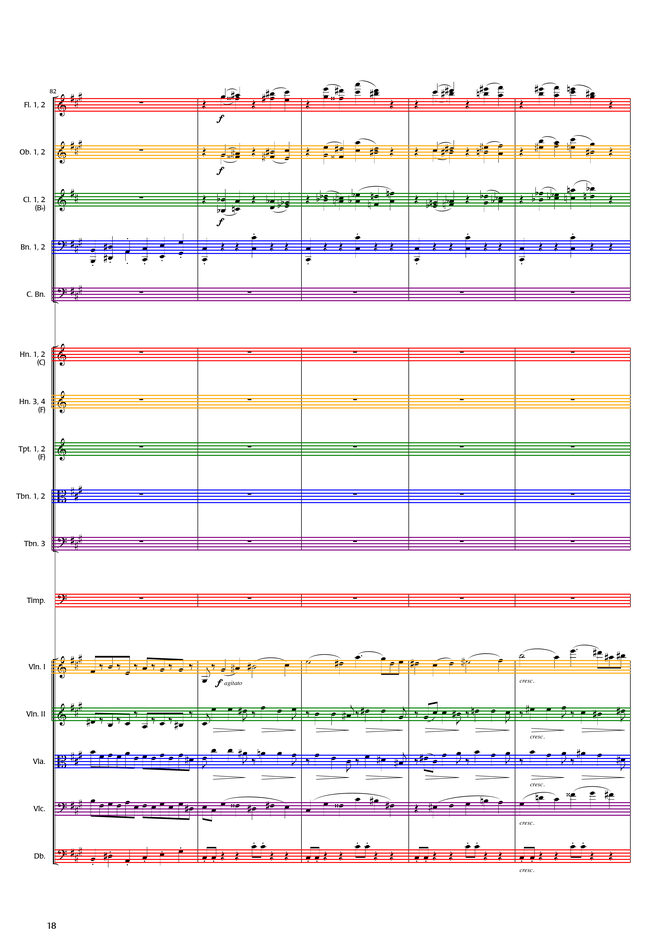 82
Fl. 1, 2
f
Ob. 1, 2
f
Cl. 1, 2
(B♭)
f
Bn. 1, 2
C. Bn.
Hn. 1, 2
(C)
Hn. 3, 4
(F)
Tpt. 1, 2
(F)
Tbn. 1, 2
Tbn. 3
Timp.
Vln. I
f agitato
cresc.
Vln. II
cresc.
Vla.
cresc.
Vlc.
cresc.
Db.
cresc.
18